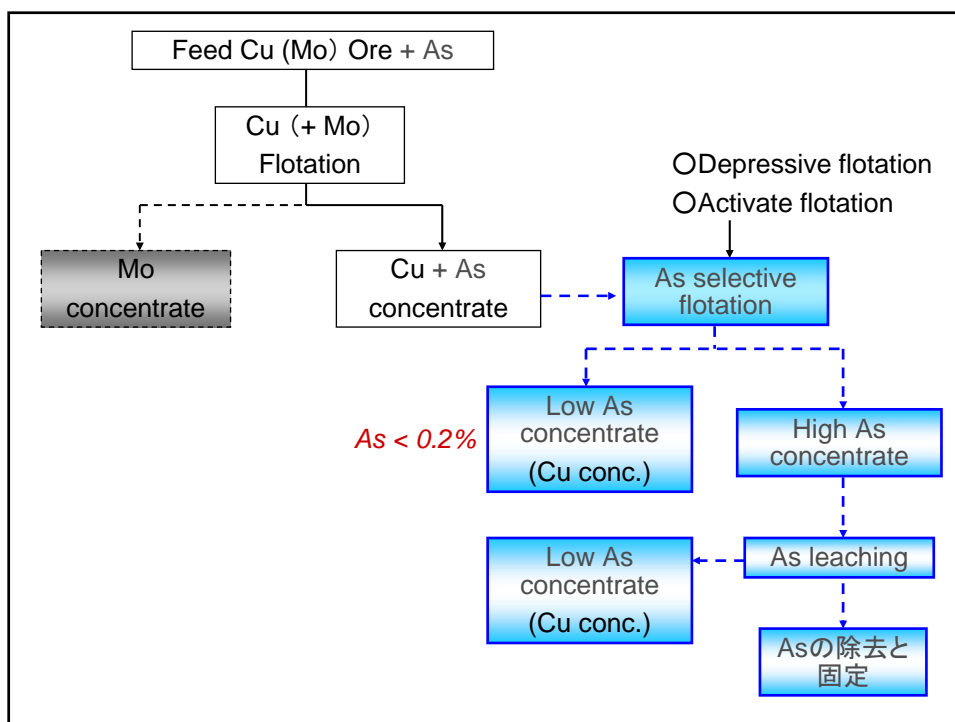 Feed Cu (Mo) Ore + As
Cu (+ Mo)
Flotation
○Depressive flotation
○Activate flotation
Mo
concentrate
Cu + As
concentrate
As selective
flotation
As < 0.2%
Low As
concentrate
(Cu conc.)
High As
concentrate
Low As
concentrate
(Cu conc.)
As leaching
Asの除去と
固定